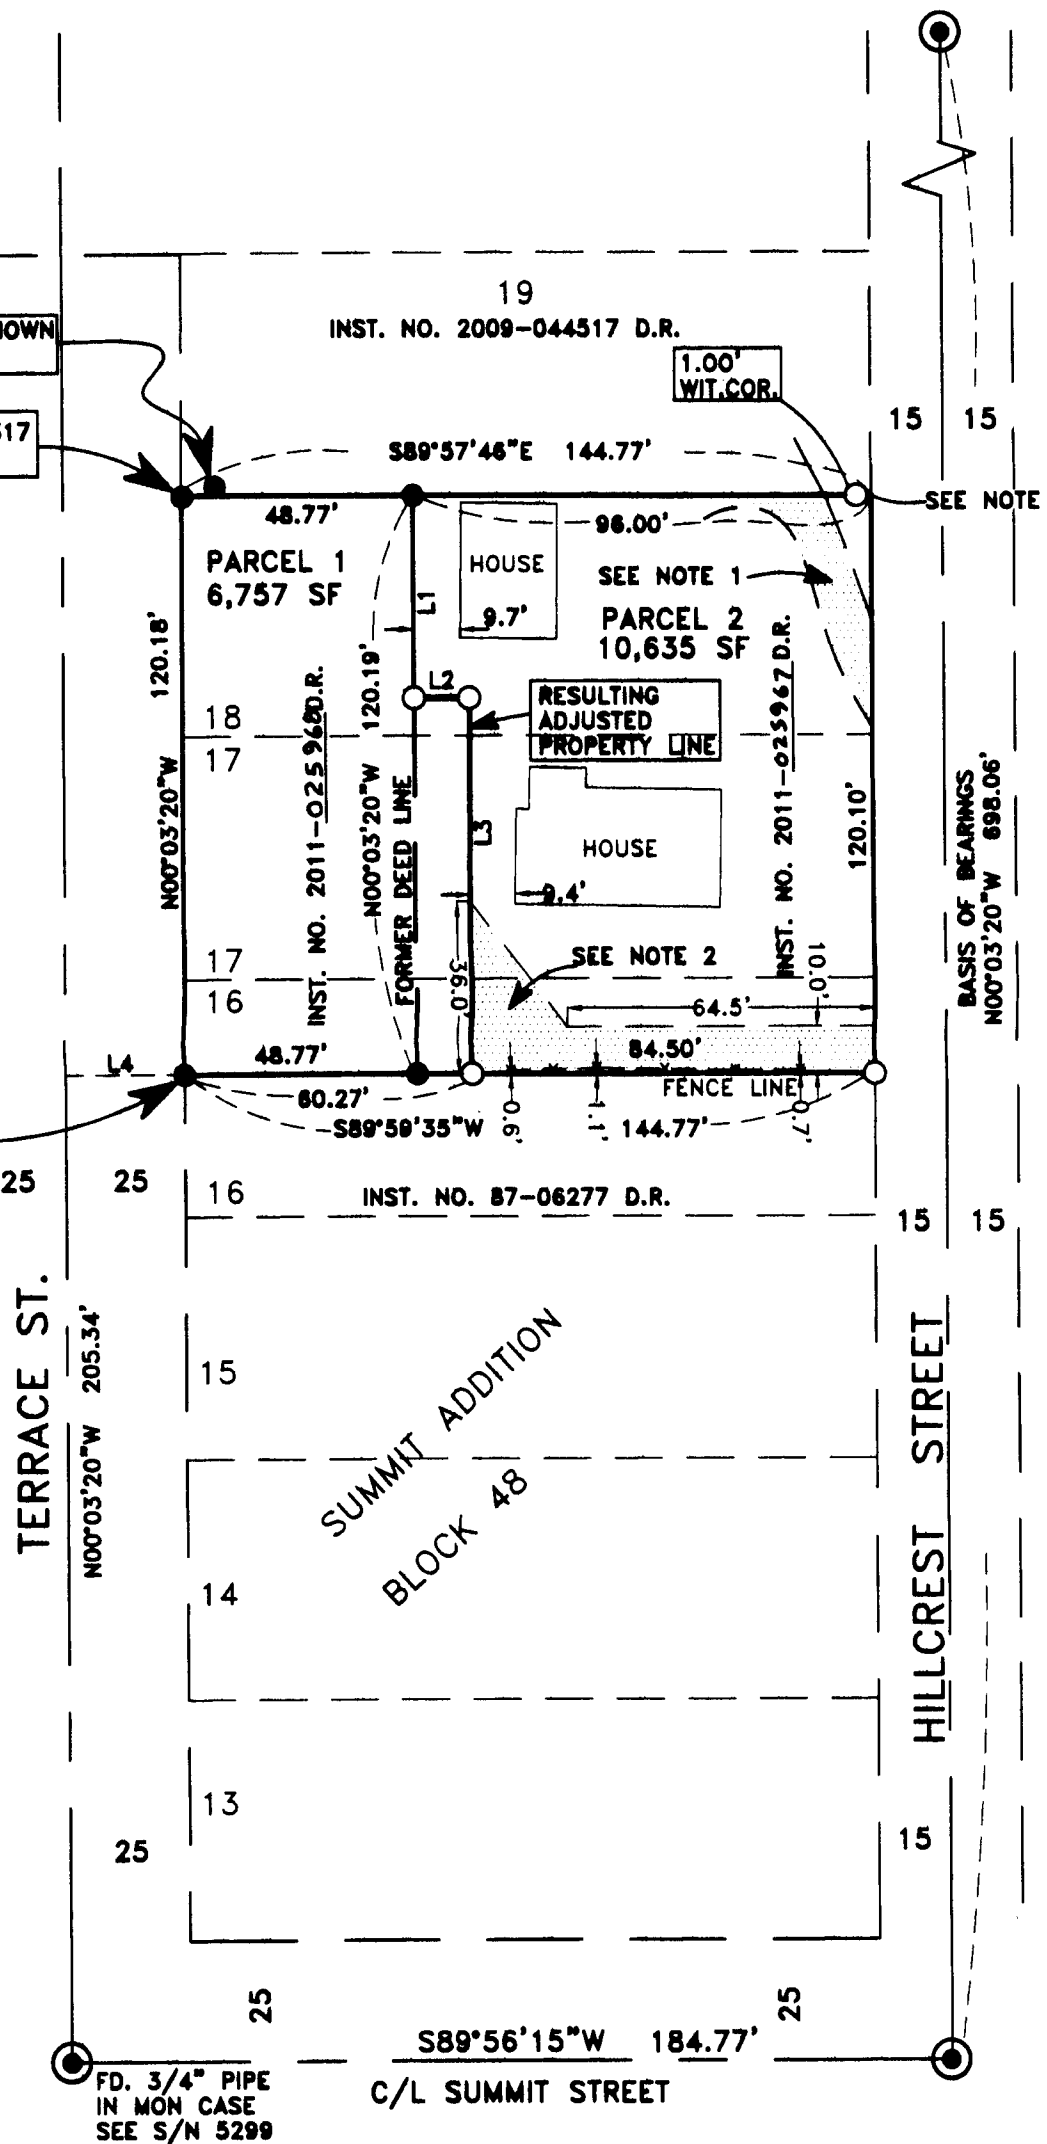 19
INST. NO. 2009-044517 D.R.
1.00'
WIT.COR.
15 15
S89°57'46"E 144.77'
SEE NOTE
48.77'
96.00'
PARCEL 1
6,757 SF
HOUSE
9.7'
SEE NOTE 1
PARCEL 2
10,635 SF
L1
L2
120.18'
N00°03'20"W
120.19'
N00°03'20"W
RESULTING
ADJUSTED
PROPERTY LINE
18
17
INST. NO. 2011-025968 D.R.
FORMER DEED LINE
L3
HOUSE
9.4'
INST. NO. 2011-025967 D.R.
120.10'
BASIS OF BEARINGS
N00°03'20"W 698.06'
SEE NOTE 2
17
16
36.0'
10.0'
64.5'
84.50'
L4
48.77'
FENCE LINE
60.27'
S89°59'35"W
0.6'
1.1'
144.77'
0.7'
25 25
16
INST. NO. 87-06277 D.R.
15 15
TERRACE ST.
N00°03'20"W 205.34'
15
SUMMIT ADDITION
BLOCK 48
HILLCREST STREET
14
13
25
15
25
25
S89°56'15"W 184.77'
C/L SUMMIT STREET
FD. 3/4" PIPE
IN MON CASE
SEE S/N 5299